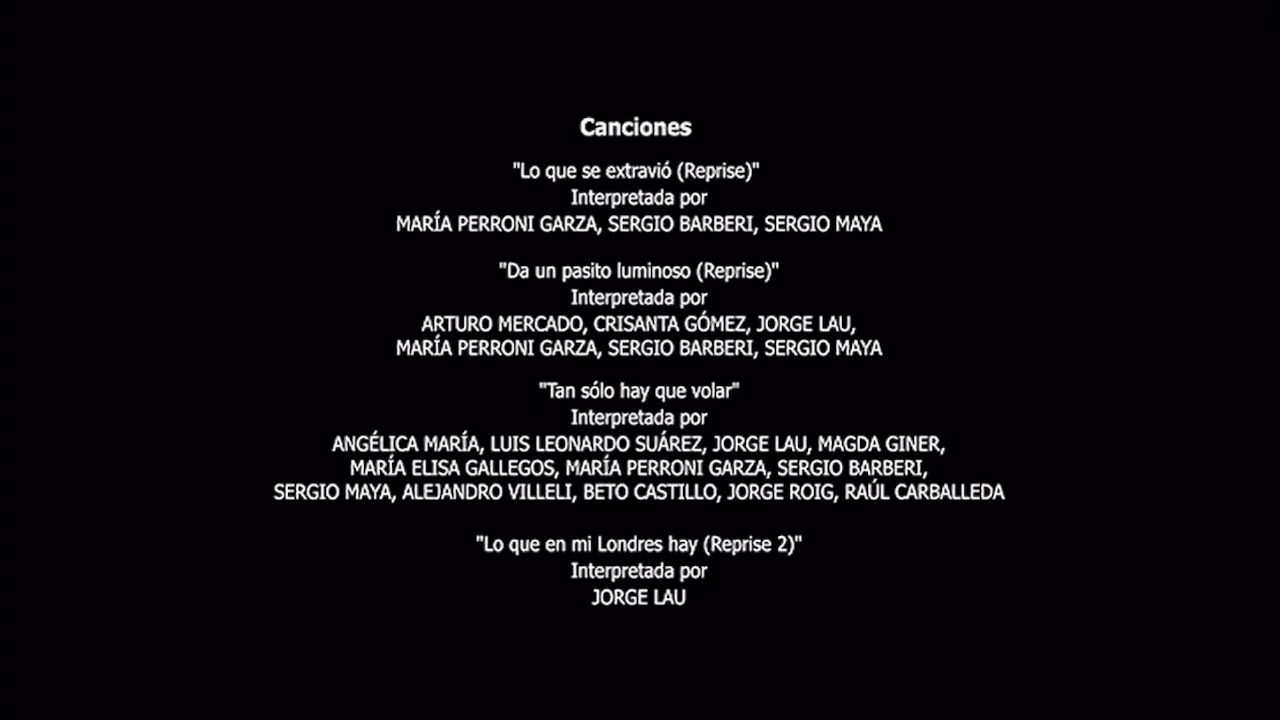 Canciones
"Lo que se extravió (Reprise)"
Interpretada por
MARÍA PERRONI GARZA, SERGIO BARBERI, SERGIO MAYA
"Da un pasito luminoso (Reprise)"
Interpretada por
ARTURO MERCADO, CRISANTA GÓMEZ, JORGE LAU,
MARÍA PERRONI GARZA, SERGIO BARBERI, SERGIO MAYA
"Tan sólo hay que volar"
Interpretada por
ANGÉLICA MARÍA, LUIS LEONARDO SUÁREZ, JORGE LAU, MAGDA GINER,
MARÍA ELISA GALLEGOS, MARÍA PERRONI GARZA, SERGIO BARBERI,
SERGIO MAYA, ALEJANDRO VILLELI, BETO CASTILLO, JORGE ROIG, RAÚL CARBALLEDA
"Lo que en mi Londres hay (Reprise 2)"
Interpretada por
JORGE LAU